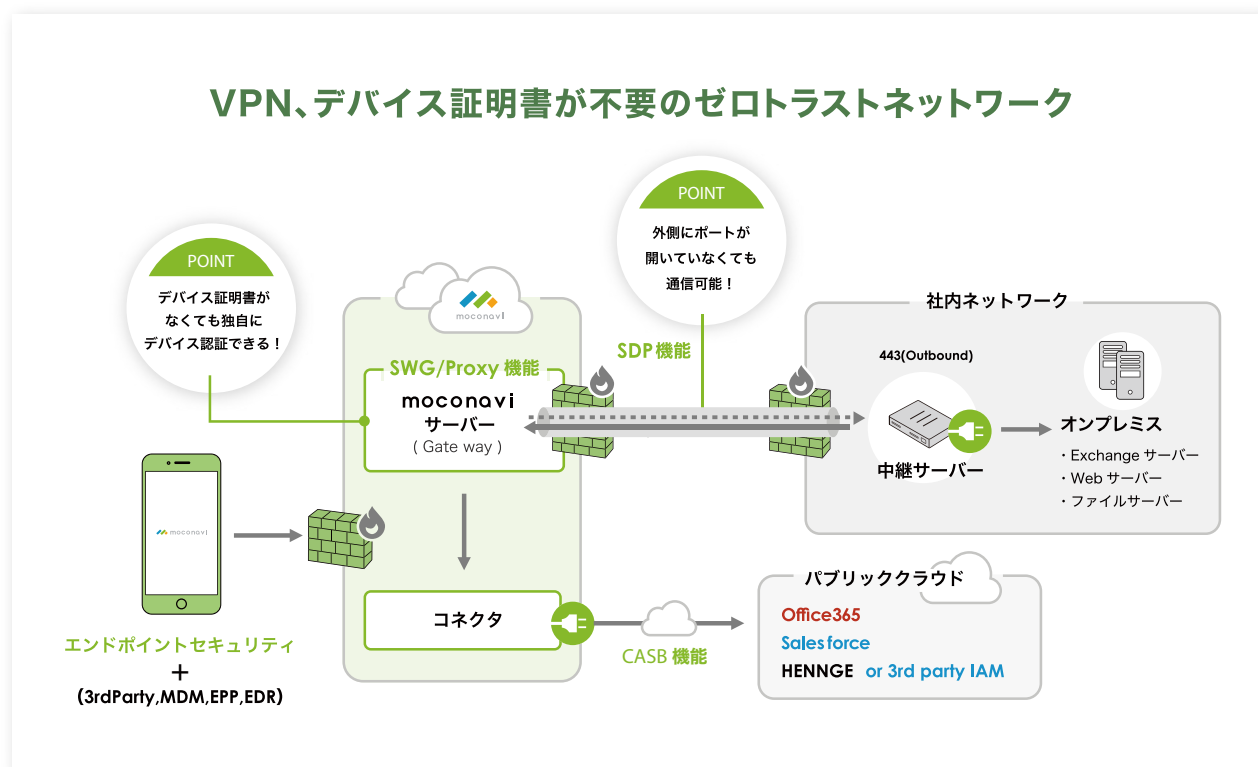 VPN、デバイス証明書が不要のゼロトラストネットワーク
POINT
デバイス証明書が
なくても独自に
デバイス認証できる！
POINT
外側にポートが
開いていなくても
通信可能！
moconavi
SWG/Proxy 機能
moconavi
サーバー
( Gate way )
SDP 機能
社内ネットワーク
443(Outbound)
中継サーバー
オンプレミス
・Exchange サーバー
・Web サーバー
・ファイルサーバー
moconavi
エンドポイントセキュリティ
+
(3rdParty,MDM,EPP,EDR)
コネクタ
CASB 機能
パブリッククラウド
Office365
Salesforce
HENNGE or 3rd party IAM